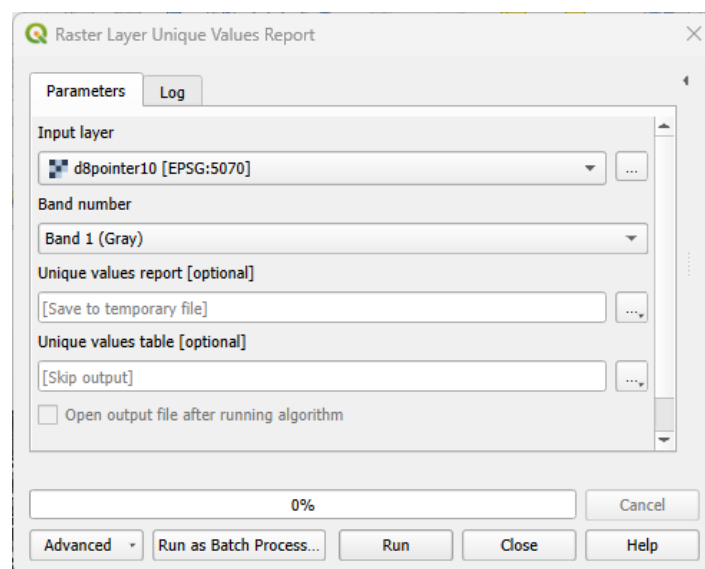 Raster Layer Unique Values Report
Parameters Log
Input layer
d8pointer10 [EPSG:5070]
...
Band number
Band 1 (Gray)
Unique values report [optional]
[Save to temporary file]
...
Unique values table [optional]
[Skip output]
...
Open output file after running algorithm
0%
Cancel
Advanced Run as Batch Process... Run Close Help